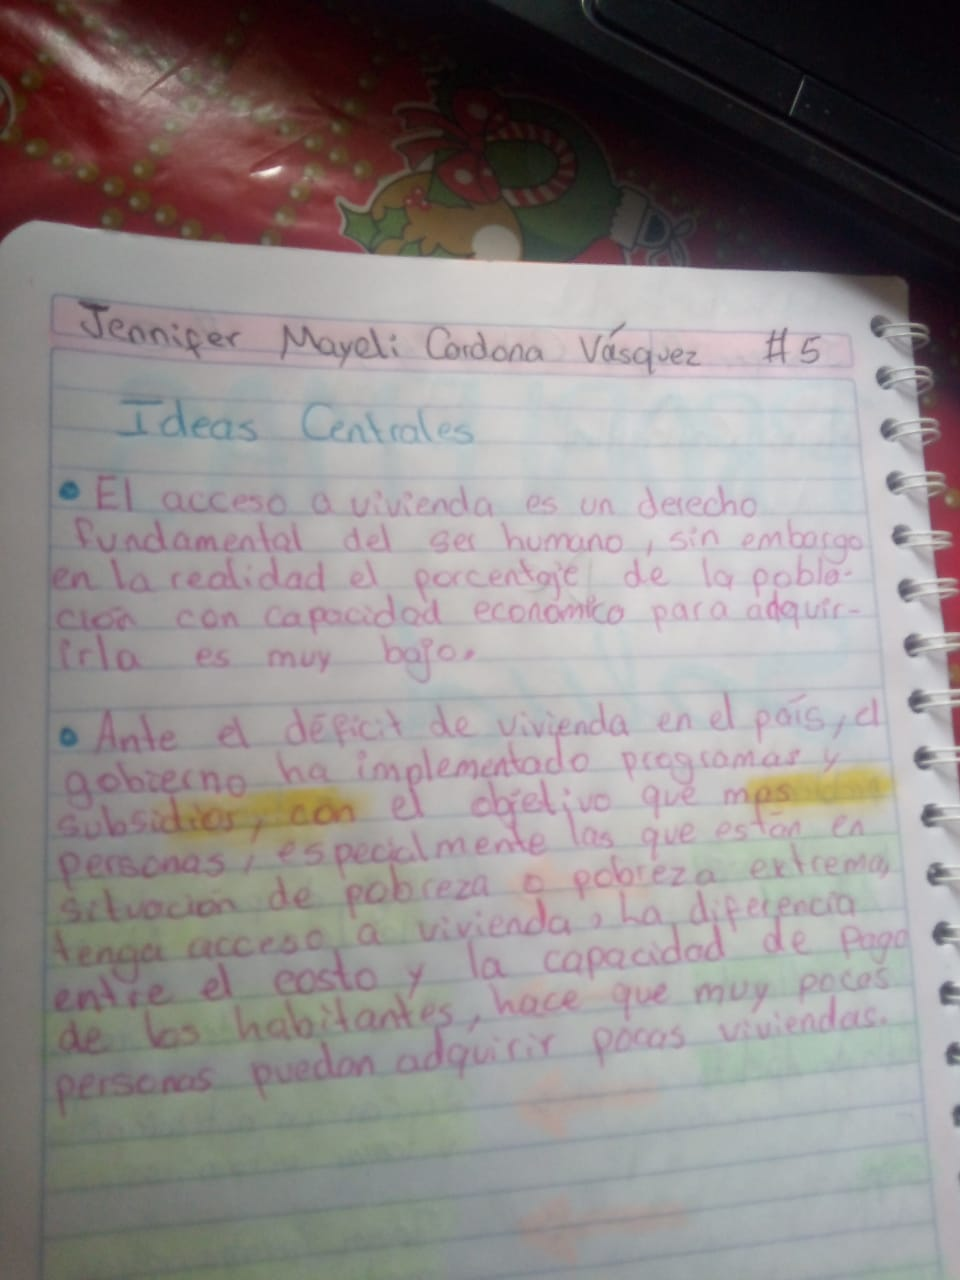 Jennifer Mayeli Cardona Vásquez #5
Ideas Centrales
• El acceso a vivienda es un derecho
fundamental del ser humano, sin embargo
en la realidad el porcentaje de la pobla-
ción con capacidad económica para adquir-
irla es muy bajo.
• Ante el déficit de vivienda en el país, el
gobierno ha implementado programas y
subsidios, con el objetivo que mas
personas, especialmente las que están en
situación de pobreza o pobreza extrema,
tenga acceso a vivienda, La diferencia
entre el costo y la capacidad de pago
de los habitantes, hace que muy pocas
personas puedan adquirir pocas viviendas.